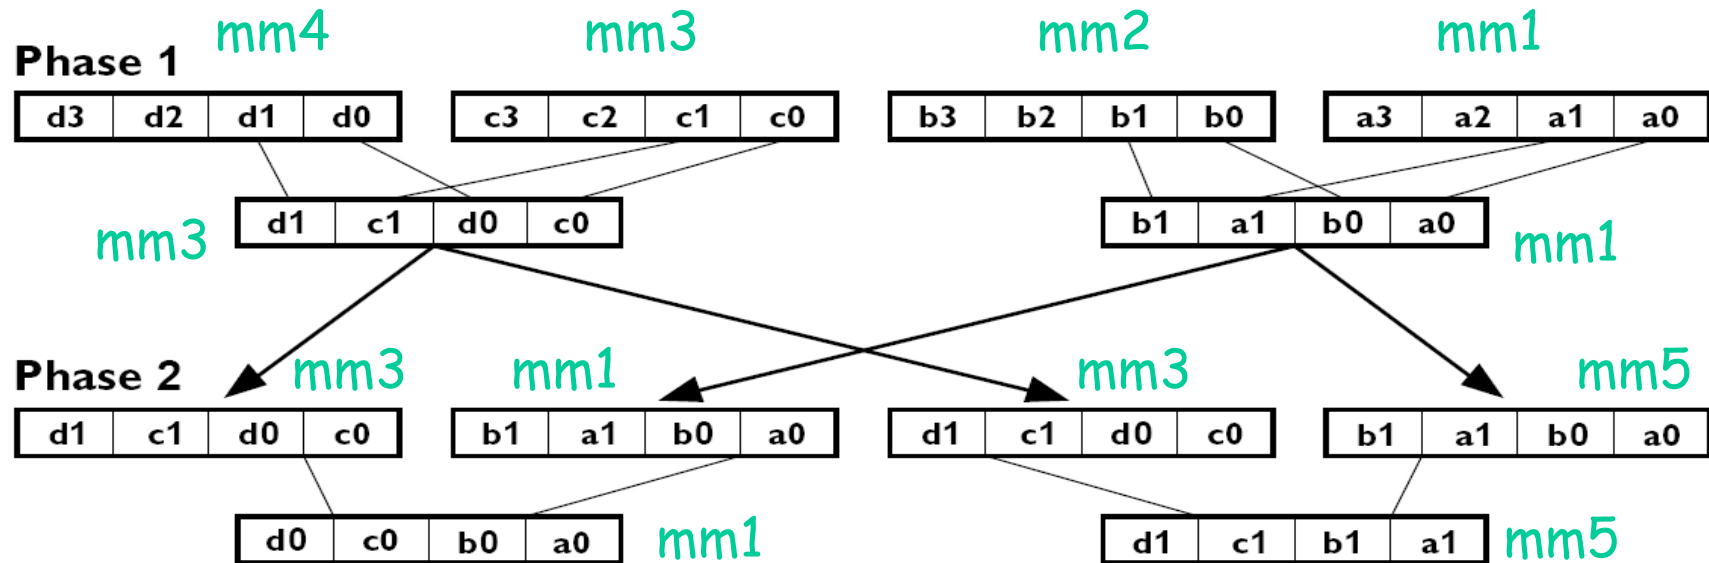 mm4 mm3 mm2 mm1
Phase 1
d3 d2 d1 d0 c3 c2 c1 c0 b3 b2 b1 b0 a3 a2 a1 a0
d1 c1 d0 c0 b1 a1 b0 a0
mm3 mm1
Phase 2 mm3 mm1 mm3 mm5
d1 c1 d0 c0 b1 a1 b0 a0 d1 c1 d0 c0 b1 a1 b0 a0
d0 c0 b0 a0 mm1 d1 c1 b1 a1 mm5